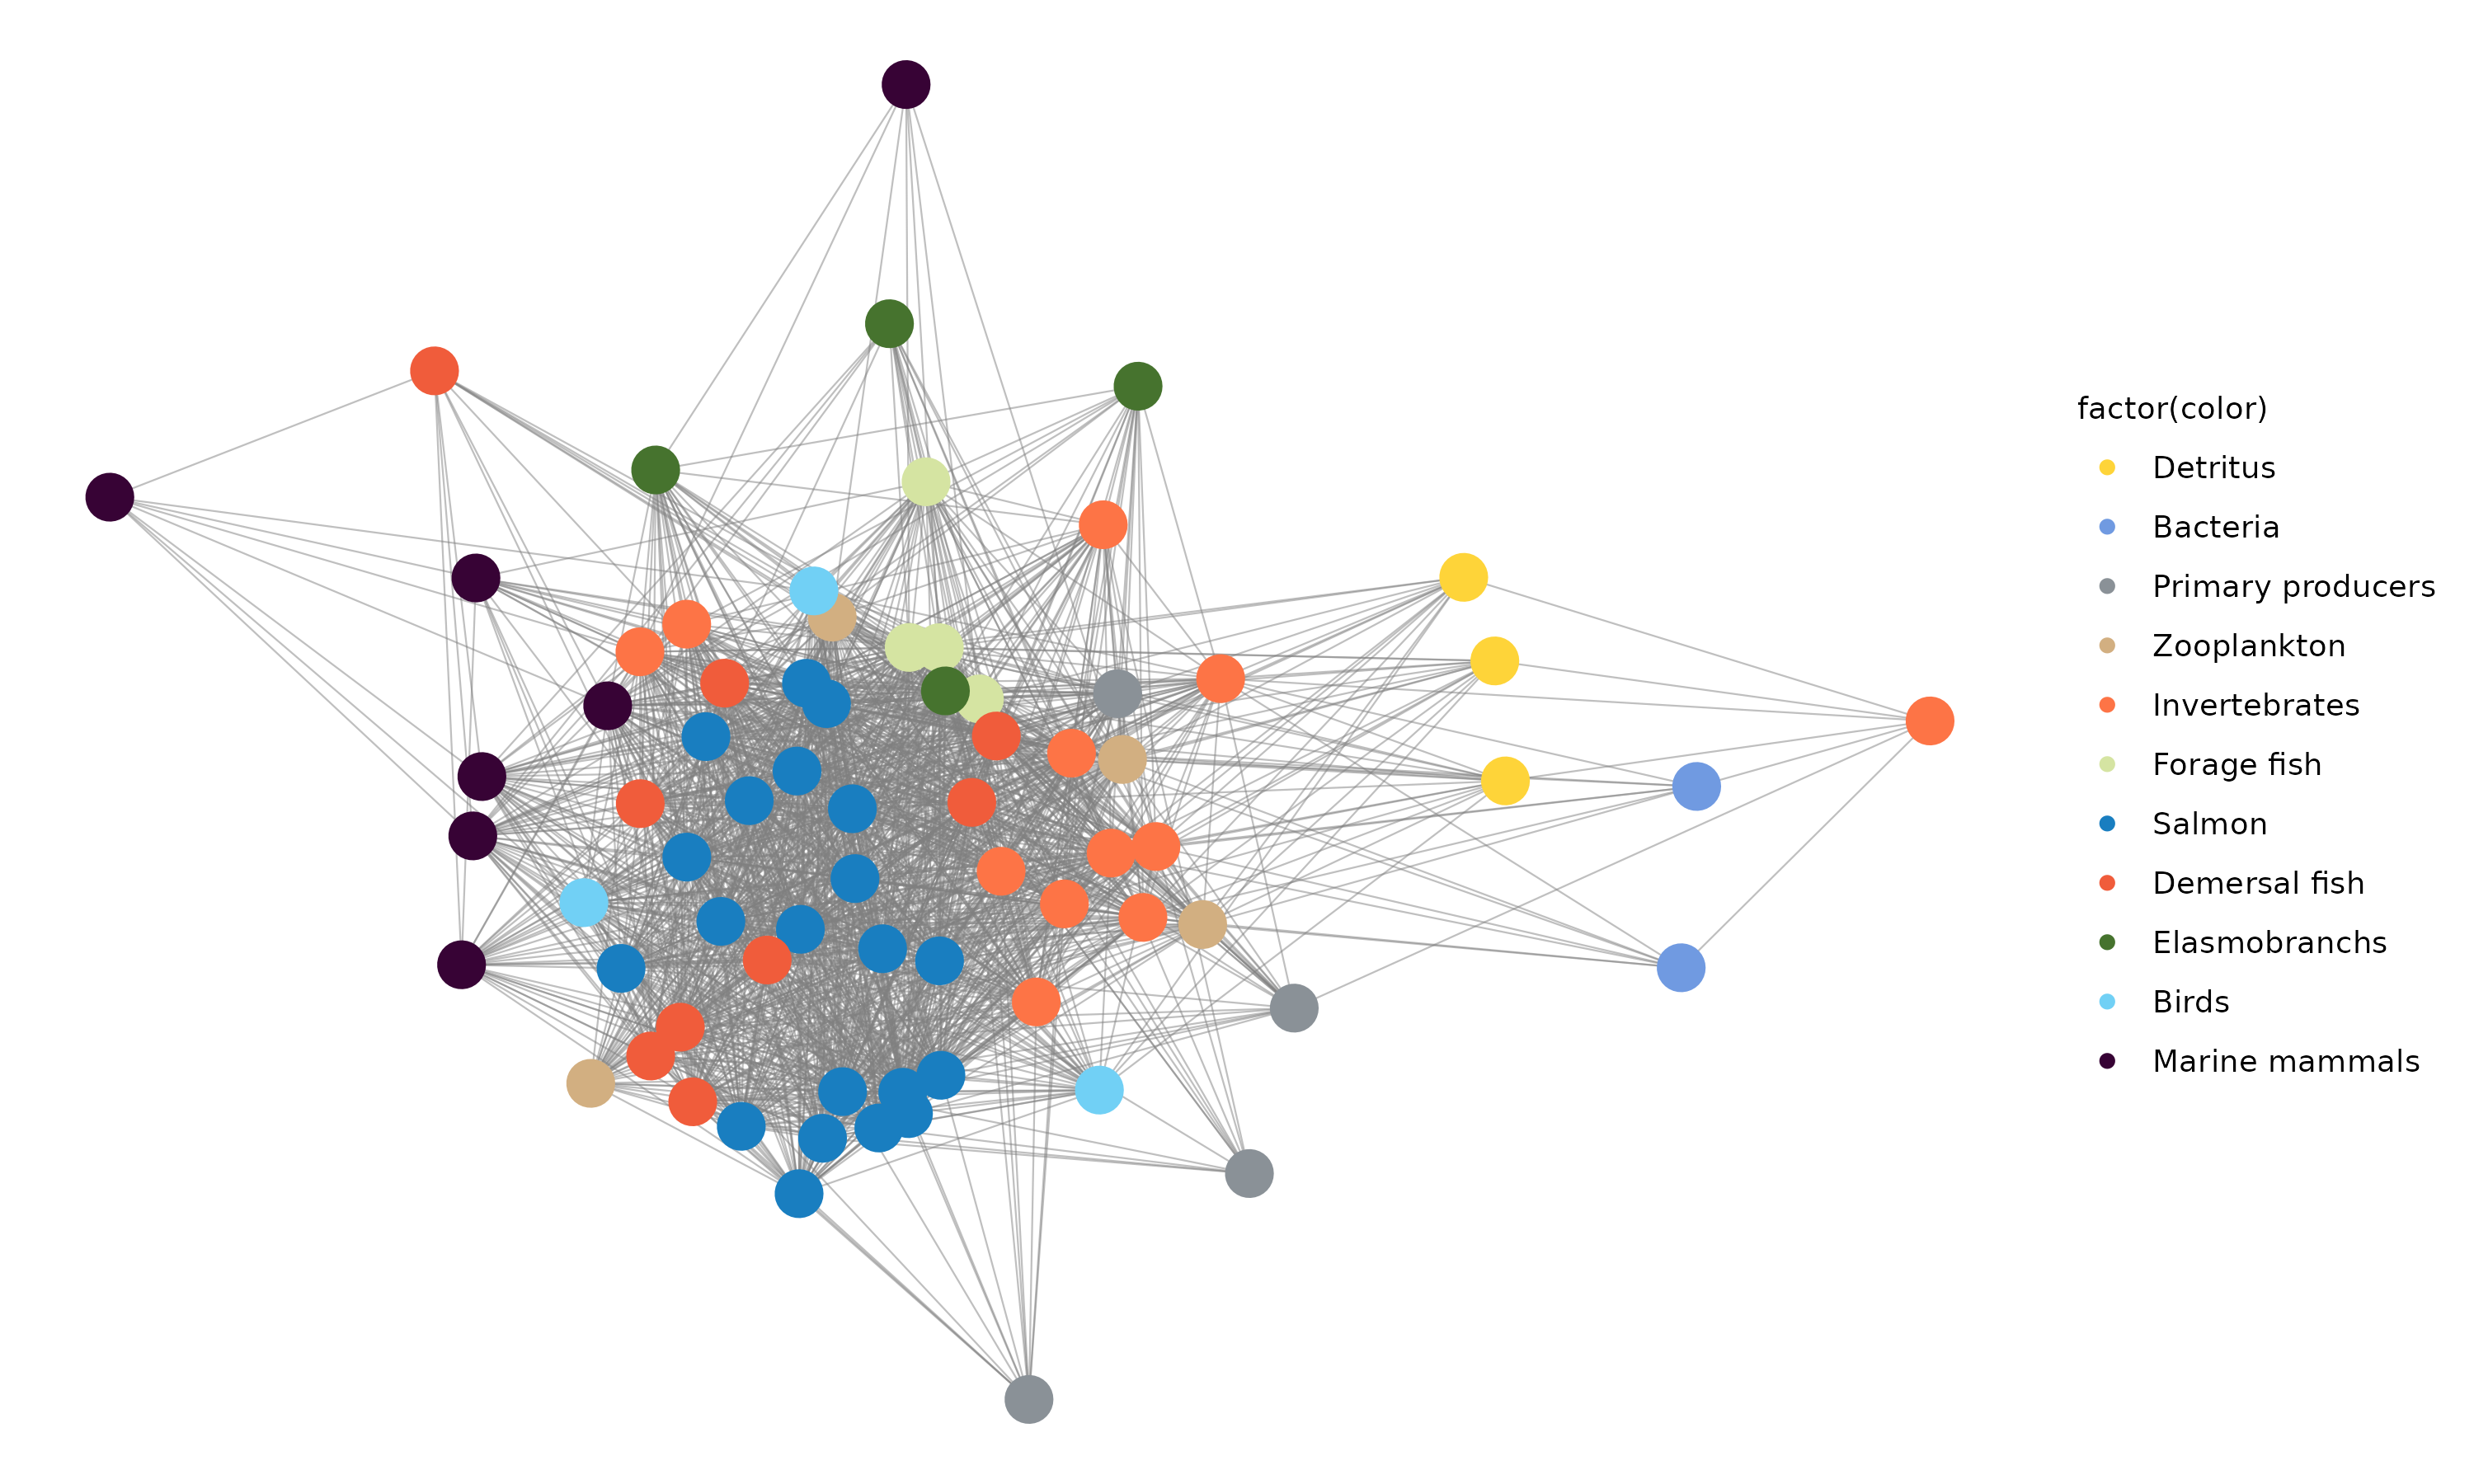 factor(color)
Detritus
Bacteria
Primary producers
Zooplankton
Invertebrates
Forage fish
Salmon
Demersal fish
Elasmobranchs
Birds
Marine mammals